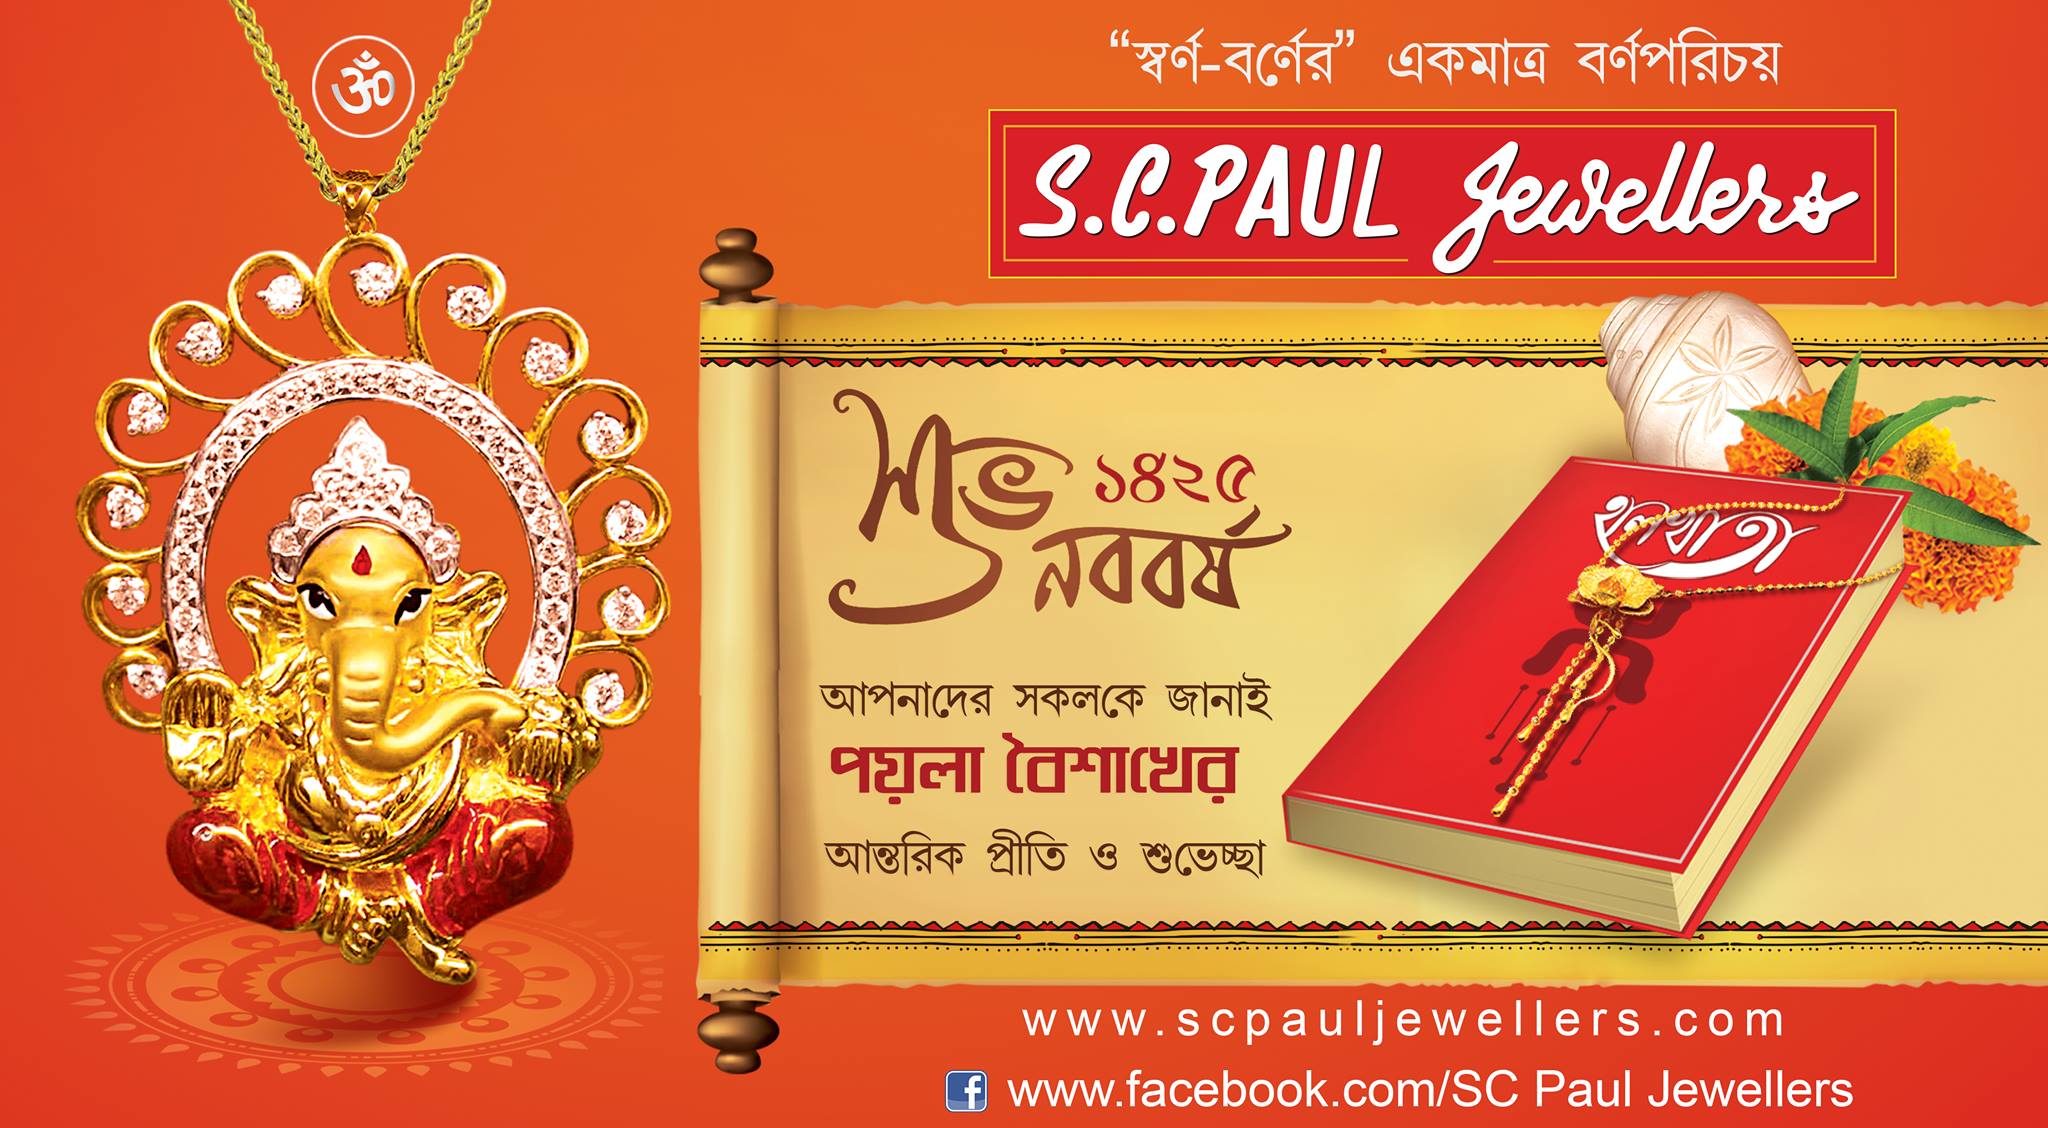 ॐ
“স্বর্ণ-বর্ণের” একমাত্র বর্ণপরিচয়
S.C.PAUL Jewellers
শুভ ১৪২৫
নববর্ষ
হালখাতা
আপনাদের সকলকে জানাই
পয়লা বৈশাখের
আন্তরিক প্রীতি ও শুভেচ্ছা
www.scpauljewellers.com
www.facebook.com/SC Paul Jewellers